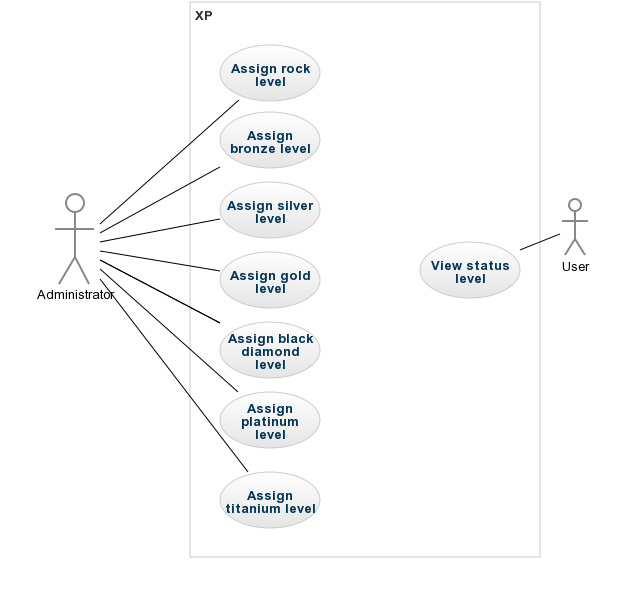 XP
Assign rock
level
Assign
bronze level
Assign silver
level
Assign gold
level
Assign black
diamond
level
Assign
platinum
level
Assign
titanium level
View status
level
Administrator
User